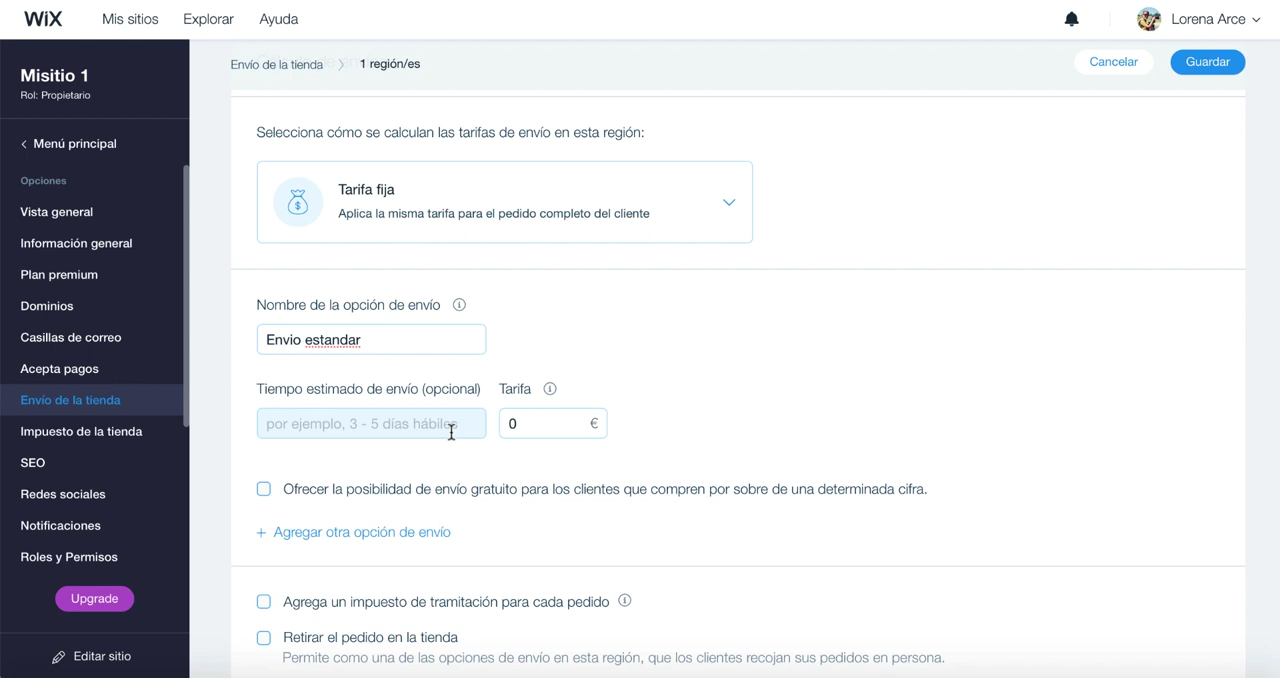 WiX Mis sitios Explorar Ayuda Lorena Arce
Misitio 1
Rol: Propietario
Menú principal
Opciones
Vista general
Información general
Plan premium
Dominios
Casillas de correo
Acepta pagos
Envío de la tienda
Impuesto de la tienda
SEO
Redes sociales
Notificaciones
Roles y Permisos
Upgrade
Editar sitio
Envío de la tienda 1 región/es Cancelar Guardar
Selecciona cómo se calculan las tarifas de envío en esta región:
Tarifa fija
Aplica la misma tarifa para el pedido completo del cliente
$
Nombre de la opción de envío
Envio estandar
Tiempo estimado de envío (opcional) Tarifa
por ejemplo, 3 - 5 días hábiles 0 €
Ofrecer la posibilidad de envío gratuito para los clientes que compren por sobre de una determinada cifra.
+ Agregar otra opción de envío
Agrega un impuesto de tramitación para cada pedido
Retirar el pedido en la tienda
Permite como una de las opciones de envío en esta región, que los clientes recojan sus pedidos en persona.